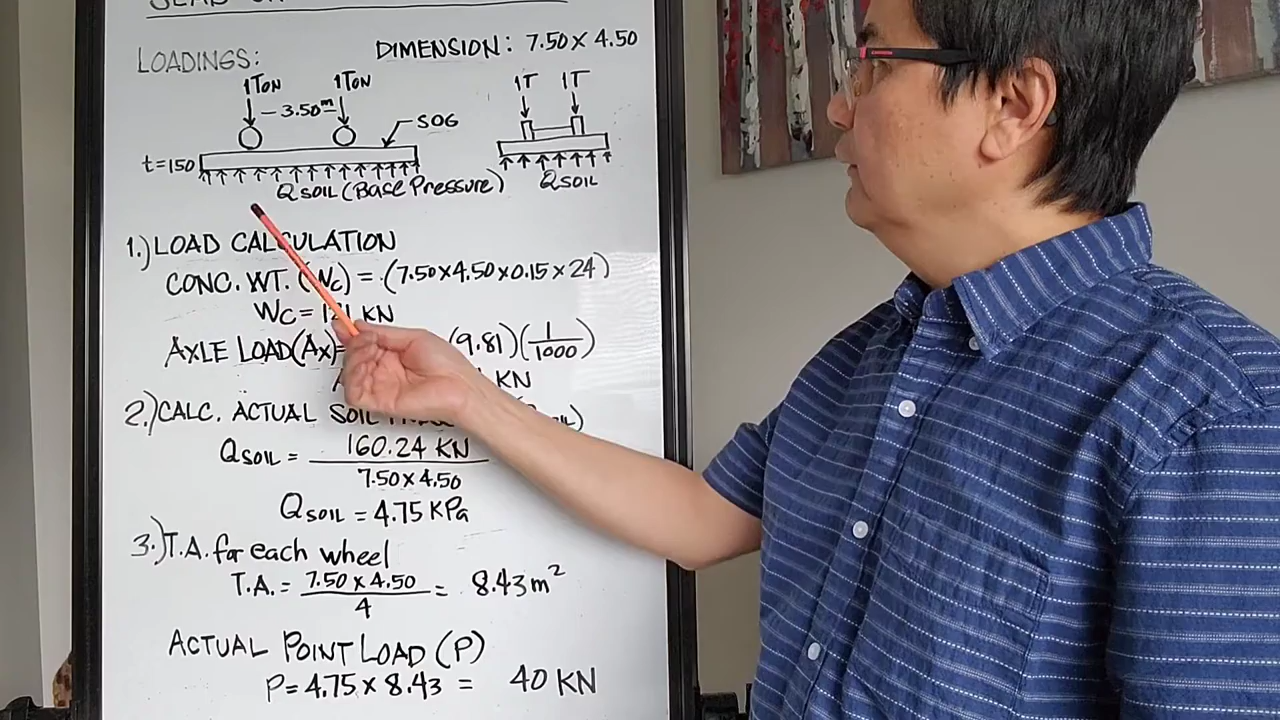 LOADINGS:
DIMENSION: 7.50 X 4.50
1TON 1TON
3.50m
SOG
t=150
QSOIL (BASE PRESSURE)
1T 1T
QSOIL
1.) LOAD CALCULATION
CONC. WT. (Wc) = (7.50 X 4.50 X 0.15 X 24)
Wc = KN
AXLE LOAD (Ax) = (9.81)(1/1000)
KN
2.) CALC. ACTUAL SOIL
QSOIL = 160.24 KN
7.50 X 4.50
QSOIL = 4.75 KPa
3.) T.A. for each wheel
T.A. = 7.50 X 4.50 / 4 = 8.43 m²
ACTUAL POINT LOAD (P)
P = 4.75 X 8.43 = 40 KN